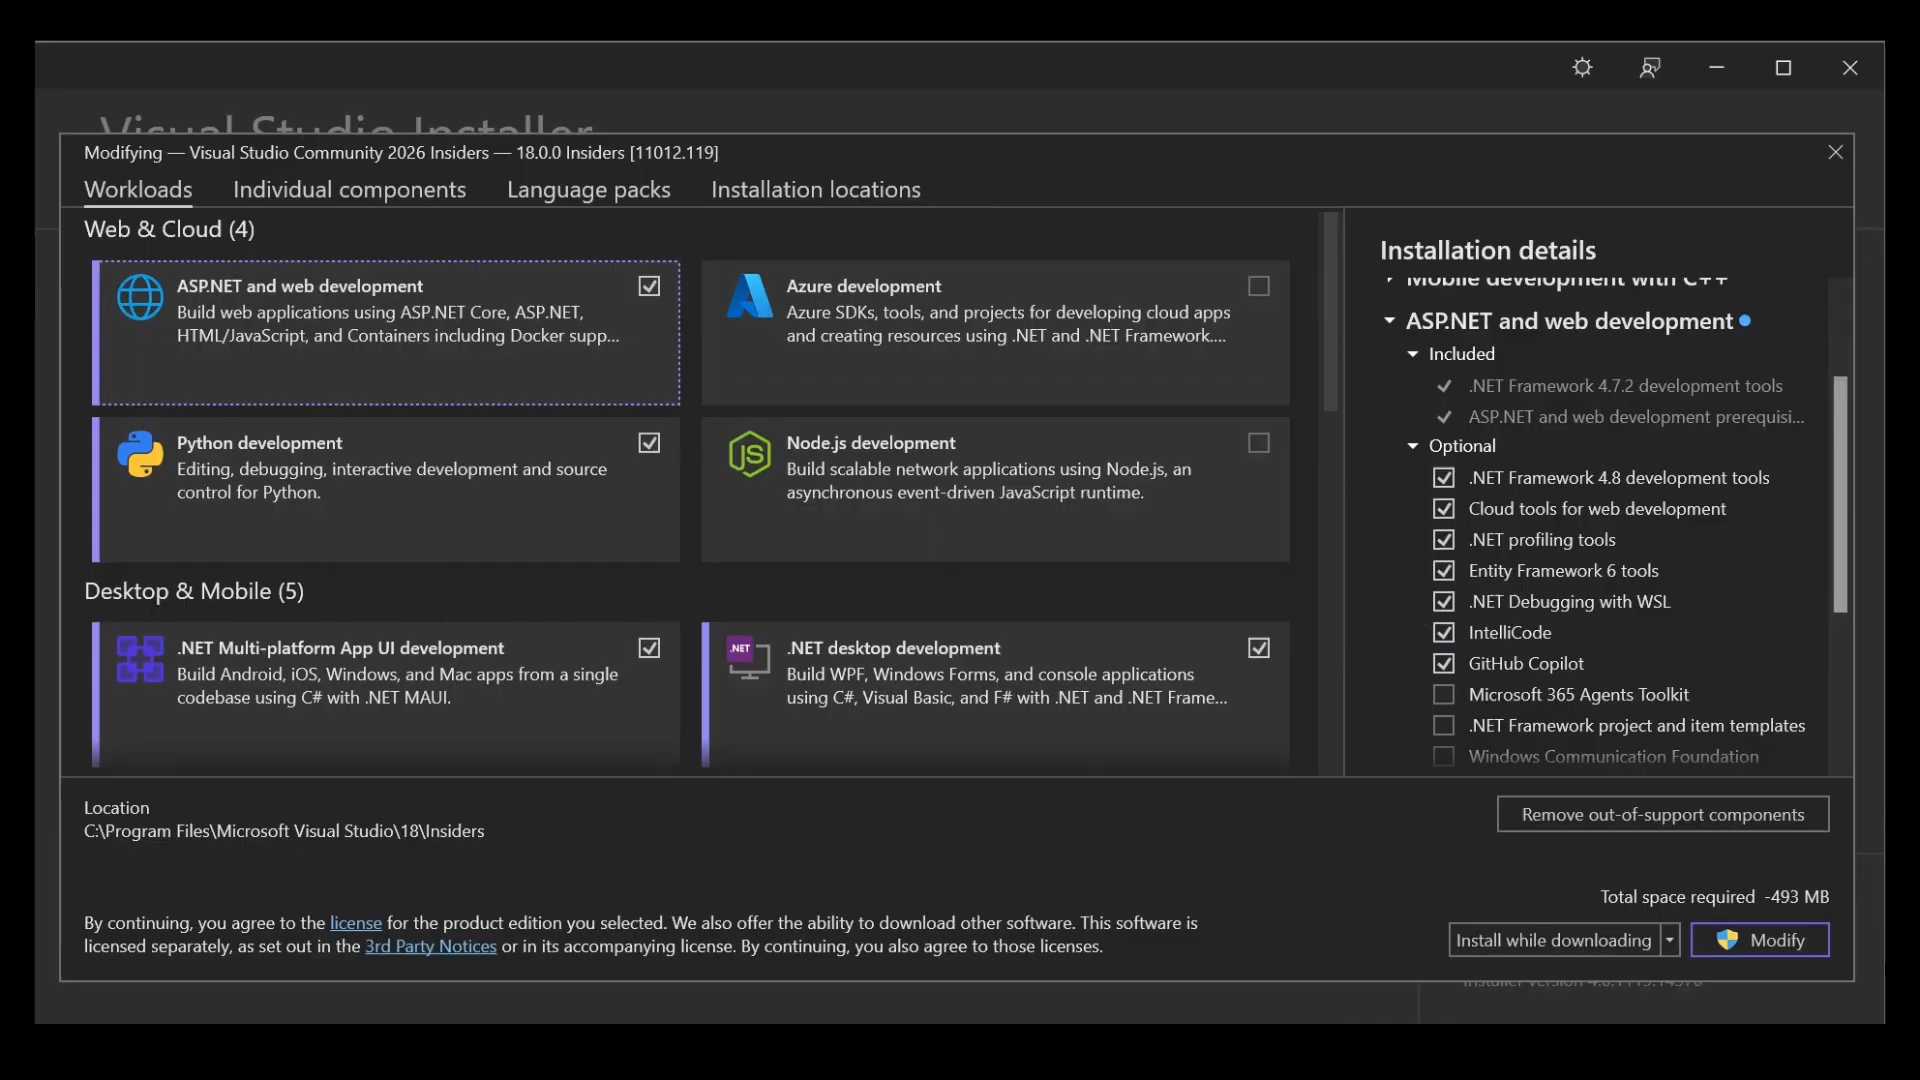 Visual Studio Installer
Modifying — Visual Studio Community 2026 Insiders — 18.0.0 Insiders [11012.119]
Workloads
Individual components
Language packs
Installation locations
Web & Cloud (4)
ASP.NET and web development
Build web applications using ASP.NET Core, ASP.NET,
HTML/JavaScript, and Containers including Docker supp...
Azure development
Azure SDKs, tools, and projects for developing cloud apps
and creating resources using .NET and .NET Framework....
Python development
Editing, debugging, interactive development and source
control for Python.
JS
Node.js development
Build scalable network applications using Node.js, an
asynchronous event-driven JavaScript runtime.
Desktop & Mobile (5)
.NET Multi-platform App UI development
Build Android, iOS, Windows, and Mac apps from a single
codebase using C# with .NET MAUI.
.NET
.NET desktop development
Build WPF, Windows Forms, and console applications
using C#, Visual Basic, and F# with .NET and .NET Frame...
Installation details
Mobile development with C++
ASP.NET and web development
Included
.NET Framework 4.7.2 development tools
ASP.NET and web development prerequisi...
Optional
.NET Framework 4.8 development tools
Cloud tools for web development
.NET profiling tools
Entity Framework 6 tools
.NET Debugging with WSL
IntelliCode
GitHub Copilot
Microsoft 365 Agents Toolkit
.NET Framework project and item templates
Windows Communication Foundation
Location
C:\Program Files\Microsoft Visual Studio\18\Insiders
Remove out-of-support components
Total space required -493 MB
By continuing, you agree to the license for the product edition you selected. We also offer the ability to download other software. This software is
licensed separately, as set out in the 3rd Party Notices or in its accompanying license. By continuing, you also agree to those licenses.
Install while downloading
Modify
Installer version